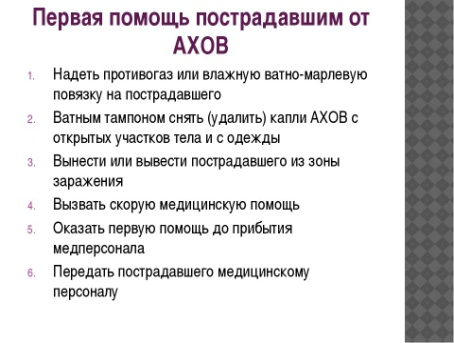 Первая помощь пострадавшим от
АХОВ
1. Надеть противогаз или влажную ватно-марлевую
повязку на пострадавшего
2. Ватным тампоном снять (удалить) капли АХОВ с
открытых участков тела и с одежды
3. Вынести или вывести пострадавшего из зоны
заражения
4. Вызвать скорую медицинскую помощь
5. Оказать первую помощь до прибытия
медперсонала
6. Передать пострадавшего медицинскому
персоналу